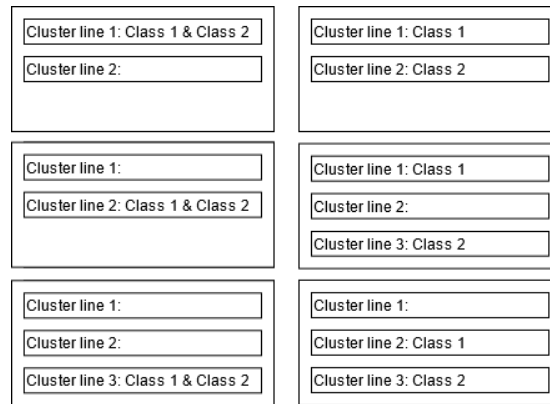 Cluster line 1: Class 1 & Class 2
Cluster line 2:
Cluster line 1: Class 1
Cluster line 2: Class 2
Cluster line 1:
Cluster line 2: Class 1 & Class 2
Cluster line 1: Class 1
Cluster line 2:
Cluster line 3: Class 2
Cluster line 1:
Cluster line 2:
Cluster line 3: Class 1 & Class 2
Cluster line 1:
Cluster line 2: Class 1
Cluster line 3: Class 2